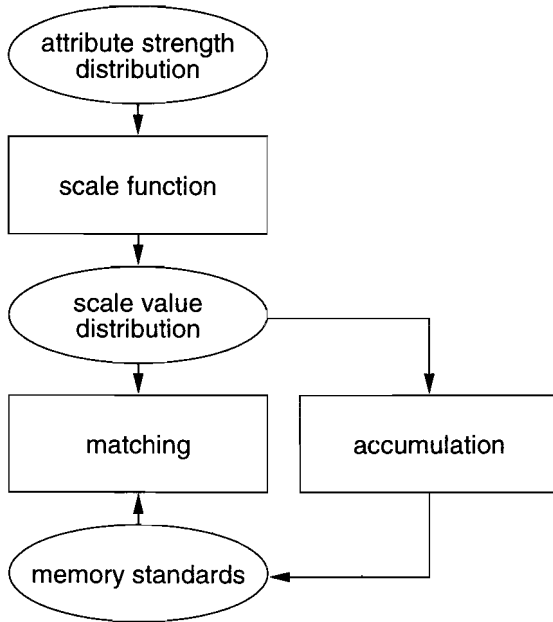 attribute strength
distribution
scale function
scale value
distribution
matching
accumulation
memory standards